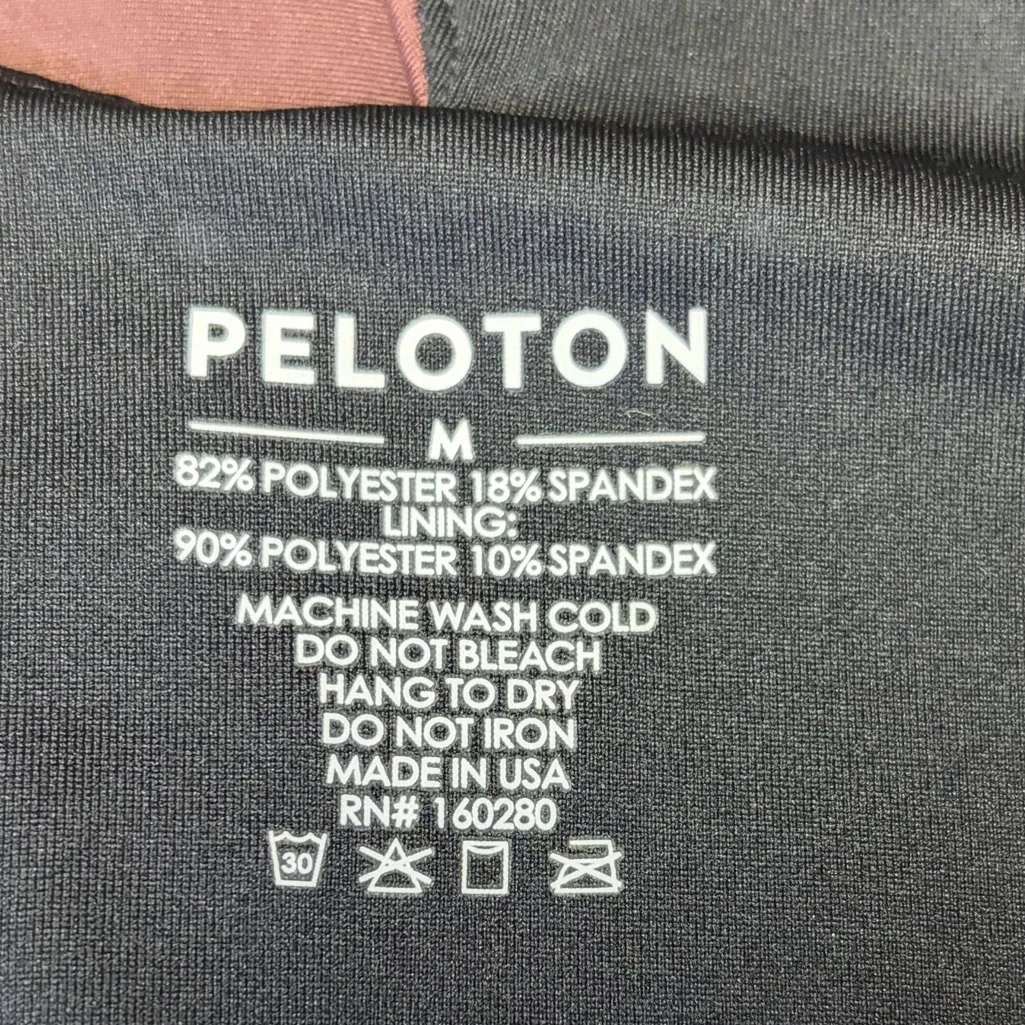 PELOTON
M
82% POLYESTER 18% SPANDEX
LINING:
90% POLYESTER 10% SPANDEX
MACHINE WASH COLD
DO NOT BLEACH
HANG TO DRY
DO NOT IRON
MADE IN USA
RN# 160280
30